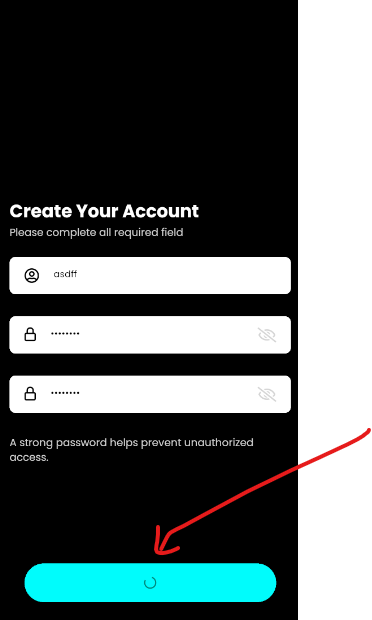 Create Your Account
Please complete all required field
asdff
••••••••
••••••••
A strong password helps prevent unauthorized
access.